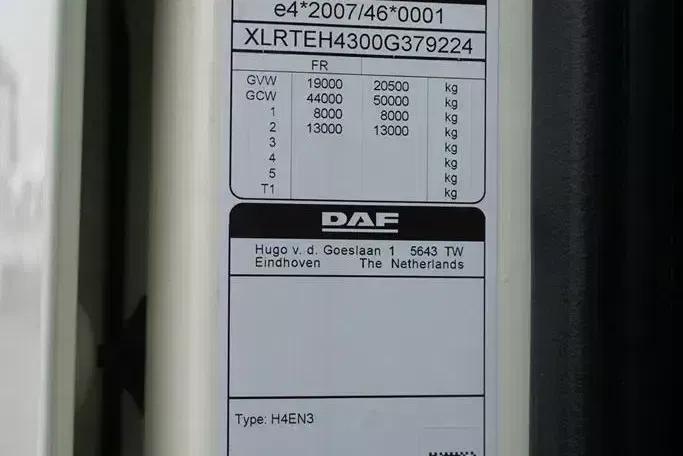 e4*2007/46*0001
XLRTEH4300G379224
FR
GVW 19000 20500 kg
GCW 44000 50000 kg
1 8000 8000 kg
2 13000 13000 kg
3 kg
4 kg
5 kg
T1 kg
DAF
Hugo v. d. Goeslaan 1 5643 TW
Eindhoven The Netherlands
Type: H4EN3